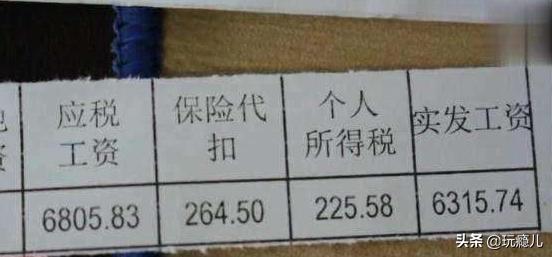 应税
工资
保险代
扣
个人
所得税
实发工资
6805.83
264.50
225.58
6315.74
头条 @玩瘾儿